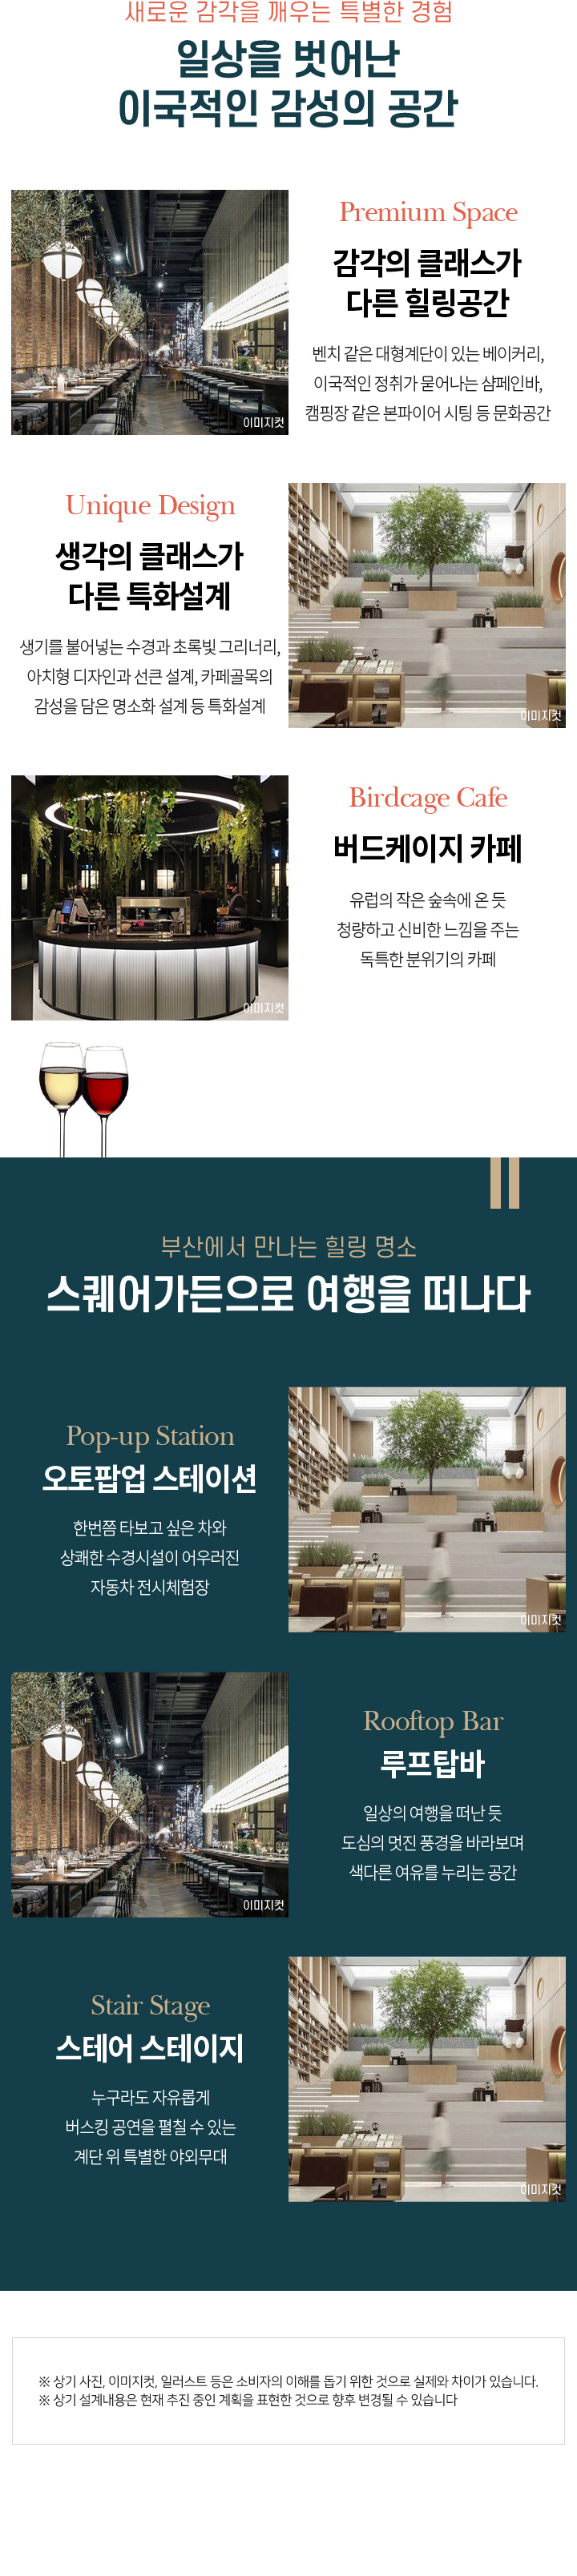 새로운 감각을 깨우는 특별한 경험
일상을 벗어난
이국적인 감성의 공간
Premium Space
감각의 클래스가
다른 힐링공간
벤치 같은 대형계단이 있는 베이커리,
이국적인 정취가 묻어나는 샴페인바,
캠핑장 같은 본파이어 시팅 등 문화공간
이미지컷
Unique Design
생각의 클래스가
다른 특화설계
생기를 불어넣는 수경과 초록빛 그리너리,
아치형 디자인과 선큰 설계, 카페골목의
감성을 담은 명소화 설계 등 특화설계
이미지컷
Birdcage Cafe
버드케이지 카페
유럽의 작은 숲속에 온 듯
청량하고 신비한 느낌을 주는
독특한 분위기의 카페
이미지컷
부산에서 만나는 힐링 명소
스퀘어가든으로 여행을 떠나다
Pop-up Station
오토팝업 스테이션
한번쯤 타보고 싶은 차와
상쾌한 수경시설이 어우러진
자동차 전시체험장
이미지컷
Rooftop Bar
루프탑바
일상의 여행을 떠난 듯
도심의 멋진 풍경을 바라보며
색다른 여유를 누리는 공간
이미지컷
Stair Stage
스테어 스테이지
누구라도 자유롭게
버스킹 공연을 펼칠 수 있는
계단 위 특별한 야외무대
이미지컷
※ 상기 사진, 이미지컷, 일러스트 등은 소비자의 이해를 돕기 위한 것으로 실제와 차이가 있습니다.
※ 상기 설계내용은 현재 추진 중인 계획을 표현한 것으로 향후 변경될 수 있습니다